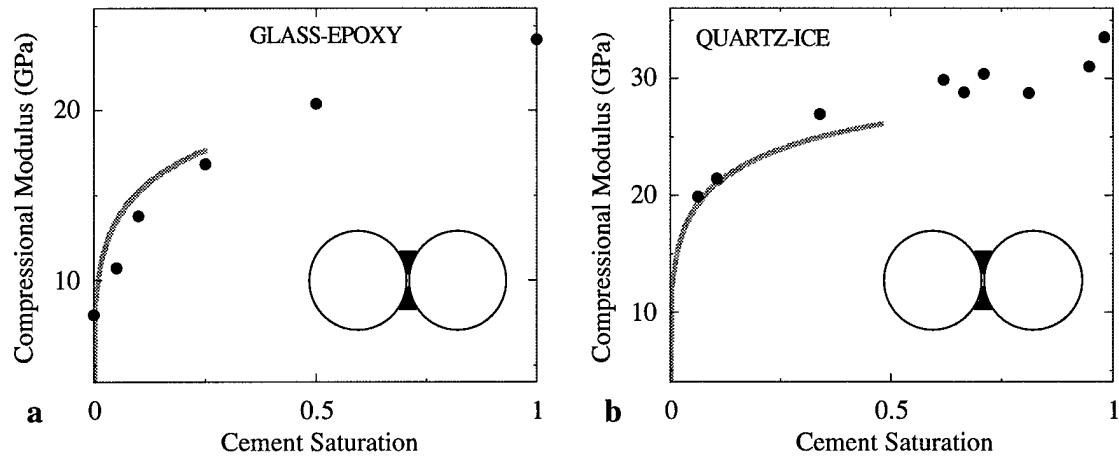 GLASS-EPOXY
Compressional Modulus (GPa)
20
10
0
0.5
1
Cement Saturation
a
QUARTZ-ICE
Compressional Modulus (GPa)
30
20
10
0
0.5
1
Cement Saturation
b